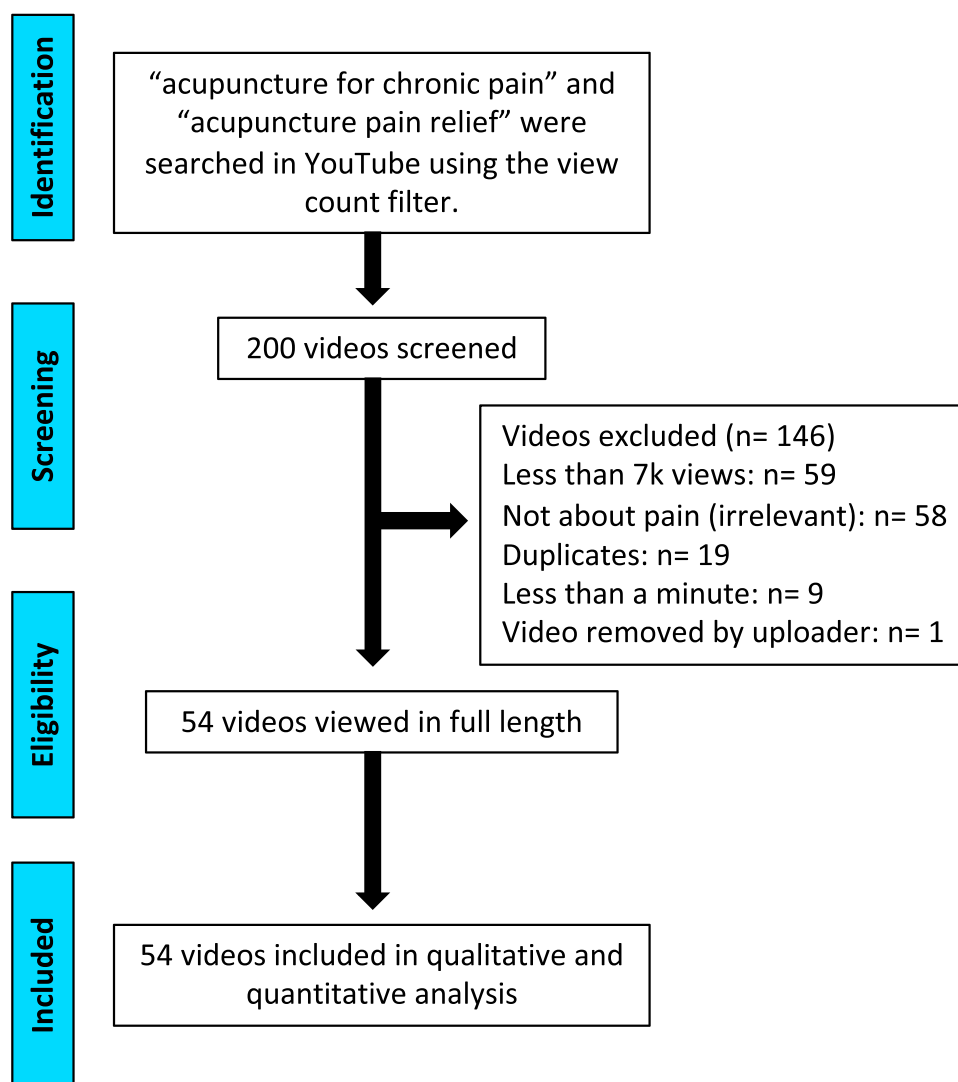 Identification
“acupuncture for chronic pain” and
“acupuncture pain relief” were
searched in YouTube using the view
count filter.
Screening
200 videos screened
Videos excluded (n= 146)
Less than 7k views: n= 59
Not about pain (irrelevant): n= 58
Duplicates: n= 19
Less than a minute: n= 9
Video removed by uploader: n= 1
Eligibility
54 videos viewed in full length
Included
54 videos included in qualitative and
quantitative analysis